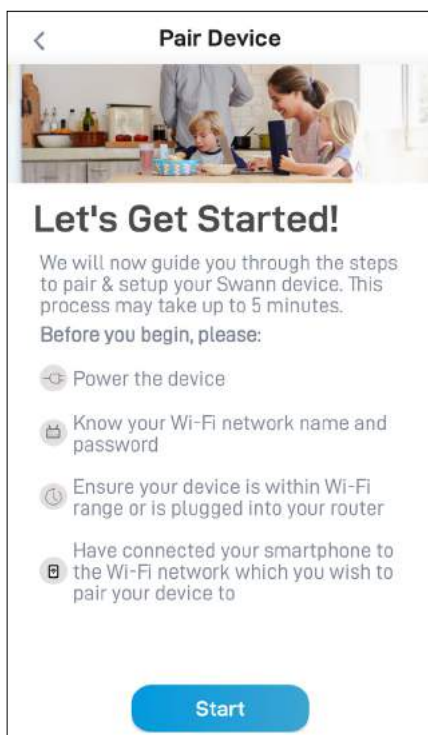 Pair Device
Let's Get Started!
We will now guide you through the steps
to pair & setup your Swann device. This
process may take up to 5 minutes.
Before you begin, please:
Power the device
Know your Wi-Fi network name and
password
Ensure your device is within Wi-Fi
range or is plugged into your router
Have connected your smartphone to
the Wi-Fi network which you wish to
pair your device to
Start